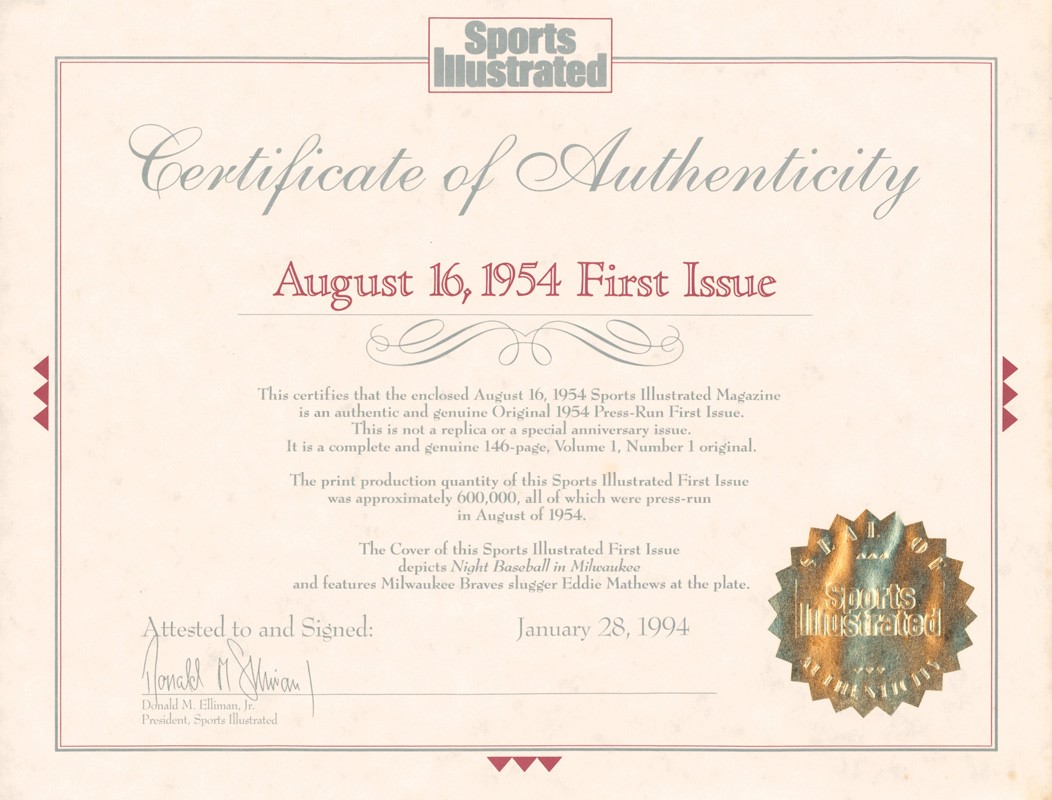 Sports
Illustrated
Certificate of Authenticity
August 16, 1954 First Issue
This certifies that the enclosed August 16, 1954 Sports Illustrated Magazine
is an authentic and genuine Original 1954 Press-Run First Issue.
This is not a replica or a special anniversary issue.
It is a complete and genuine 146-page, Volume 1, Number 1 original.
The print production quantity of this Sports Illustrated First Issue
was approximately 600,000, all of which were press-run
in August of 1954.
The Cover of this Sports Illustrated First Issue
depicts Night Baseball in Milwaukee
and features Milwaukee Braves slugger Eddie Mathews at the plate.
Attested to and Signed:
January 28, 1994
Donald M Elliman J
Donald M. Elliman, Jr.
President, Sports Illustrated
SEAL OF
Sports
Illustrated
AUTHENTICITY